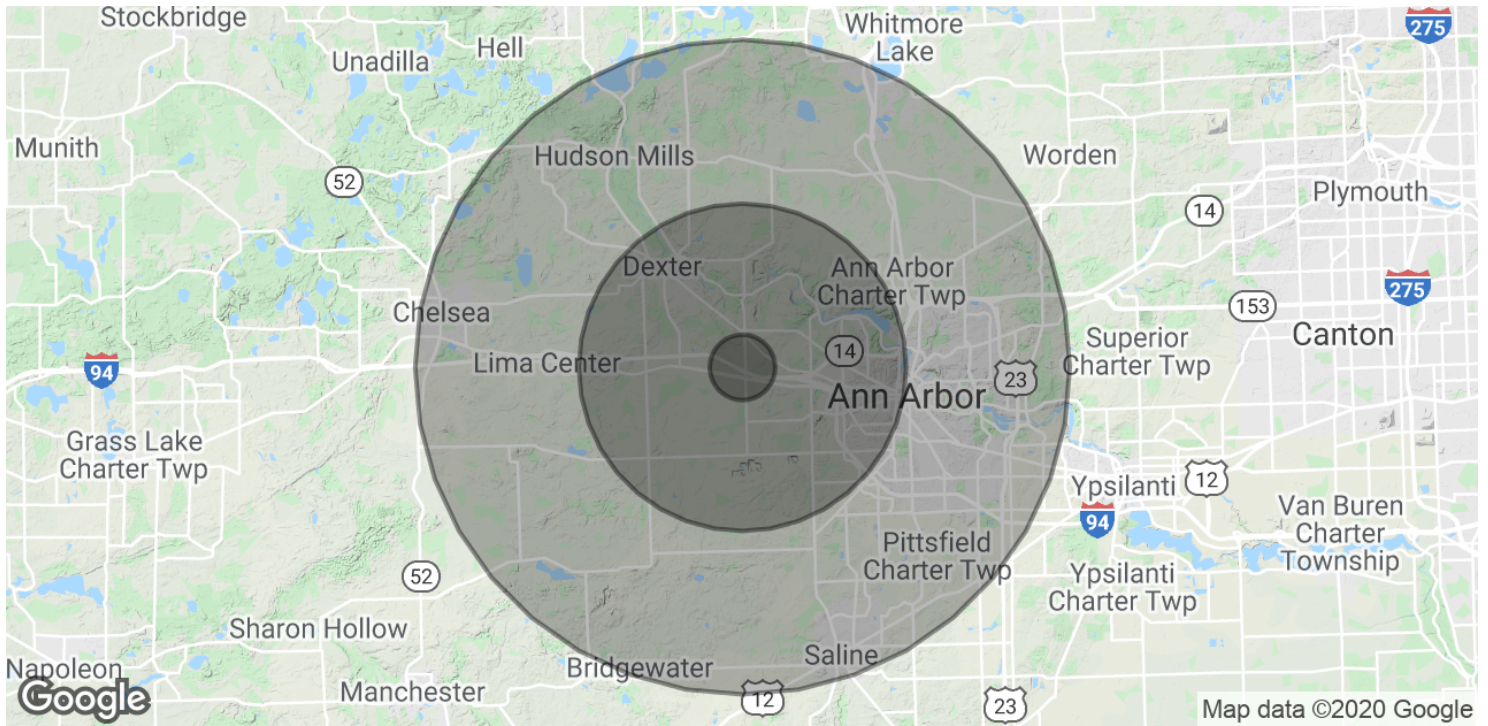 Stockbridge
Whitmore
Lake
275
Hell
Unadilla
Munith
Hudson Mills
Worden
52
Plymouth
14
Dexter
Ann Arbor
Charter Twp
275
153
Chelsea
Superior
Charter Twp
Canton
14
Lima Center
94
23
Ann Arbor
Grass Lake
Charter Twp
Ypsilanti
12
94
Van Buren
Charter
Township
Pittsfield
Charter Twp
52
Ypsilanti
Charter Twp
Sharon Hollow
Saline
Bridgewater
Napoleon
Manchester
12
23
Google
Map data ©2020 Google